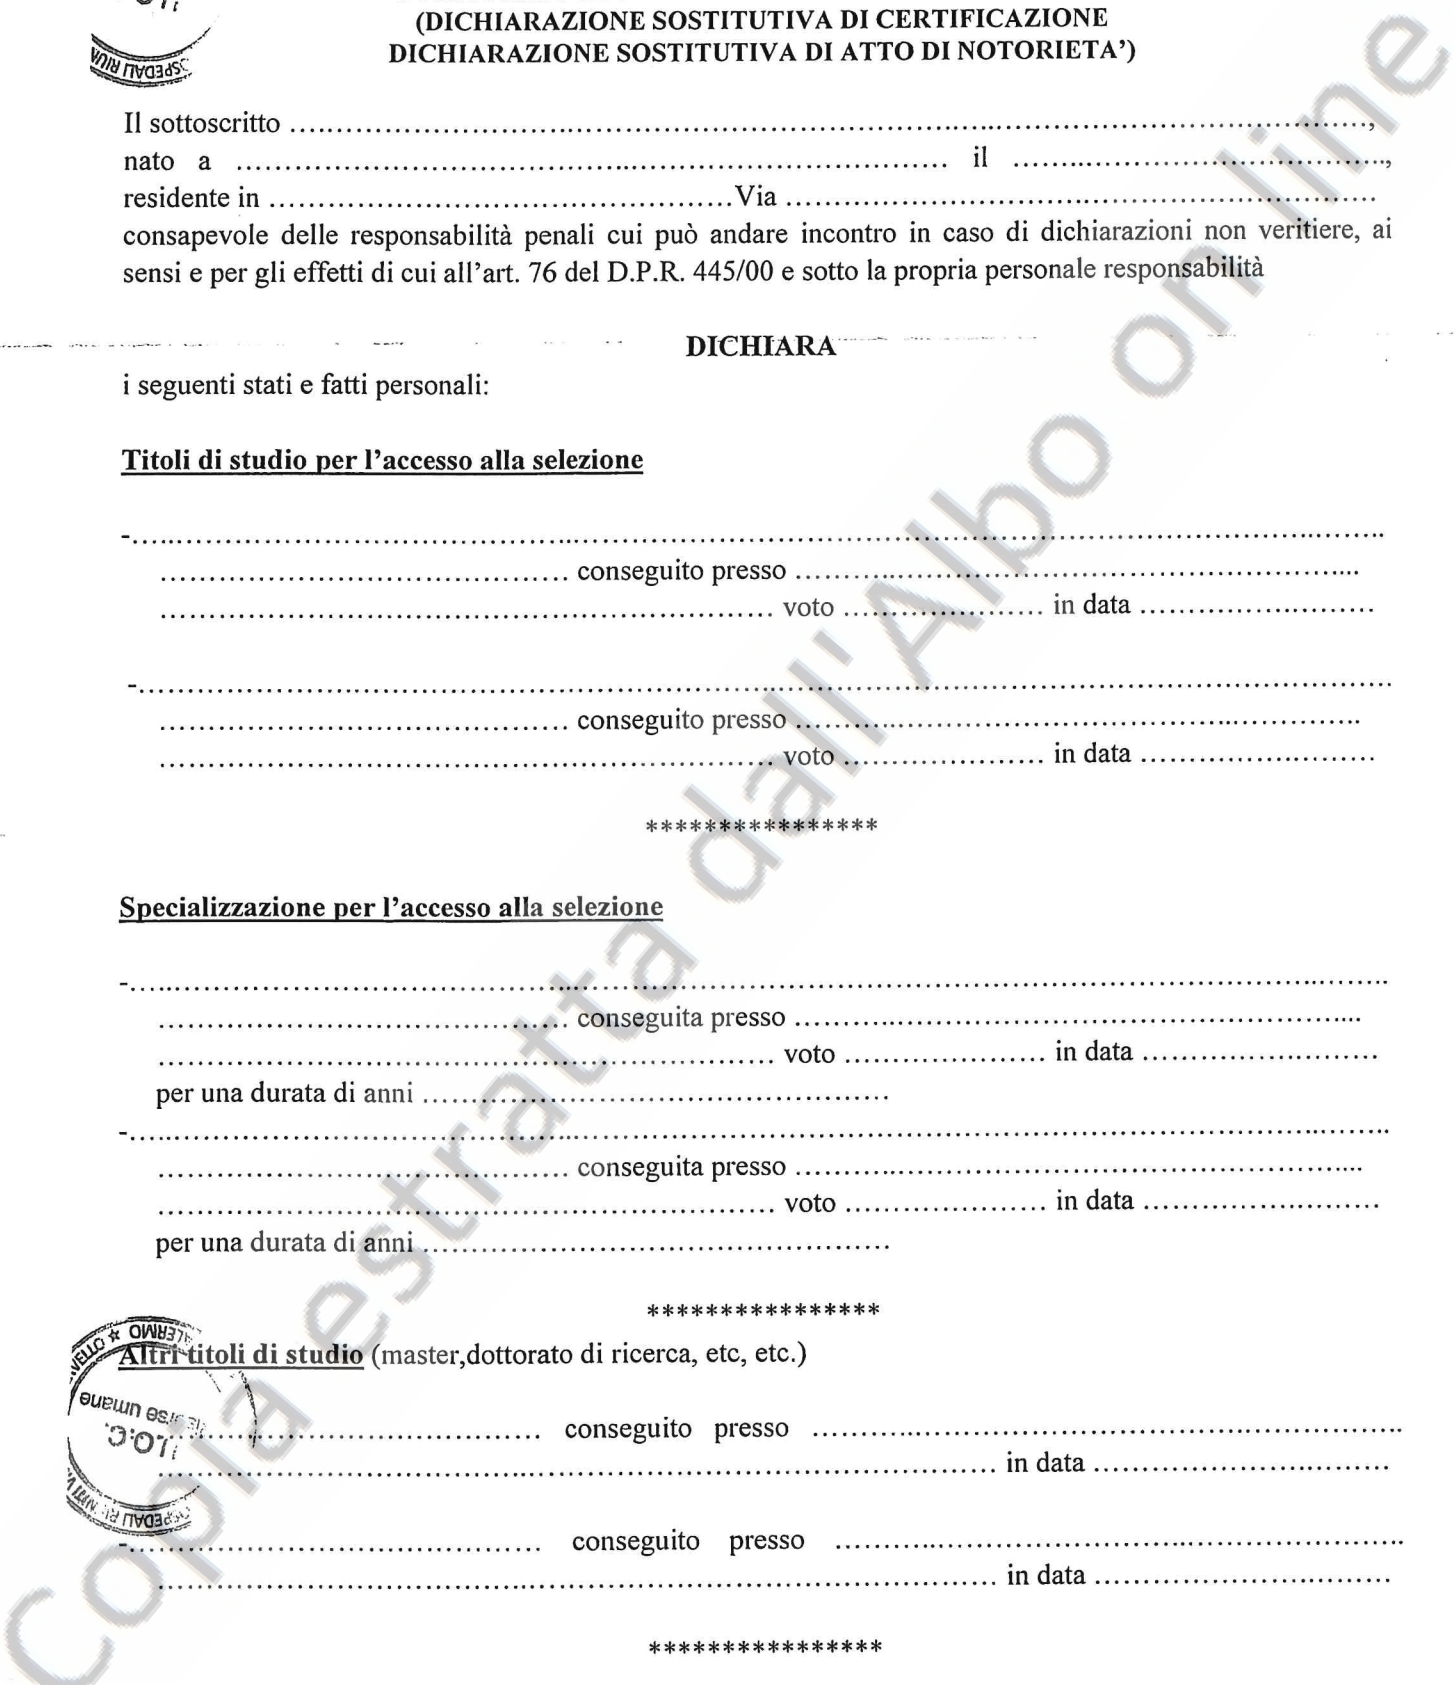 (DICHIARAZIONE SOSTITUTIVA DI CERTIFICAZIONE
DICHIARAZIONE SOSTITUTIVA DI ATTO DI NOTORIETA’)
OSPEDALI RIUN
Il sottoscritto ……………………………………………………………………………………………,
nato a …………………………………………………………… il ………………………………,
residente in ………………………………………Via …………………………………………………
consapevole delle responsabilità penali cui può andare incontro in caso di dichiarazioni non veritiere, ai
sensi e per gli effetti di cui all’art. 76 del D.P.R. 445/00 e sotto la propria personale responsabilità
DICHIARA
i seguenti stati e fatti personali:
Titoli di studio per l’accesso alla selezione
-……………………………………………………………………………………………………………
………………………………… conseguito presso ………………………………………………
…………………………………………………… voto ………………… in data ……………………
-……………………………………………………………………………………………………………
………………………………… conseguito presso ………………………………………………
…………………………………………………… voto ………………… in data ……………………
****************
Specializzazione per l’accesso alla selezione
-……………………………………………………………………………………………………………
………………………………… conseguita presso ………………………………………………
…………………………………………………… voto ………………… in data ……………………
per una durata di anni ………………………………………
-……………………………………………………………………………………………………………
………………………………… conseguita presso ………………………………………………
…………………………………………………… voto ………………… in data ……………………
per una durata di anni ………………………………………
****************
Altri titoli di studio (master,dottorato di ricerca, etc, etc.)
………………………………… conseguito presso …………………………………………………
……………………………………………………………………… in data …………………………
-………………………………… conseguito presso ………………………………………………
……………………………………………………………………… in data …………………………
****************
umane
U.O.C.
Copia estratta dall'Albo on line